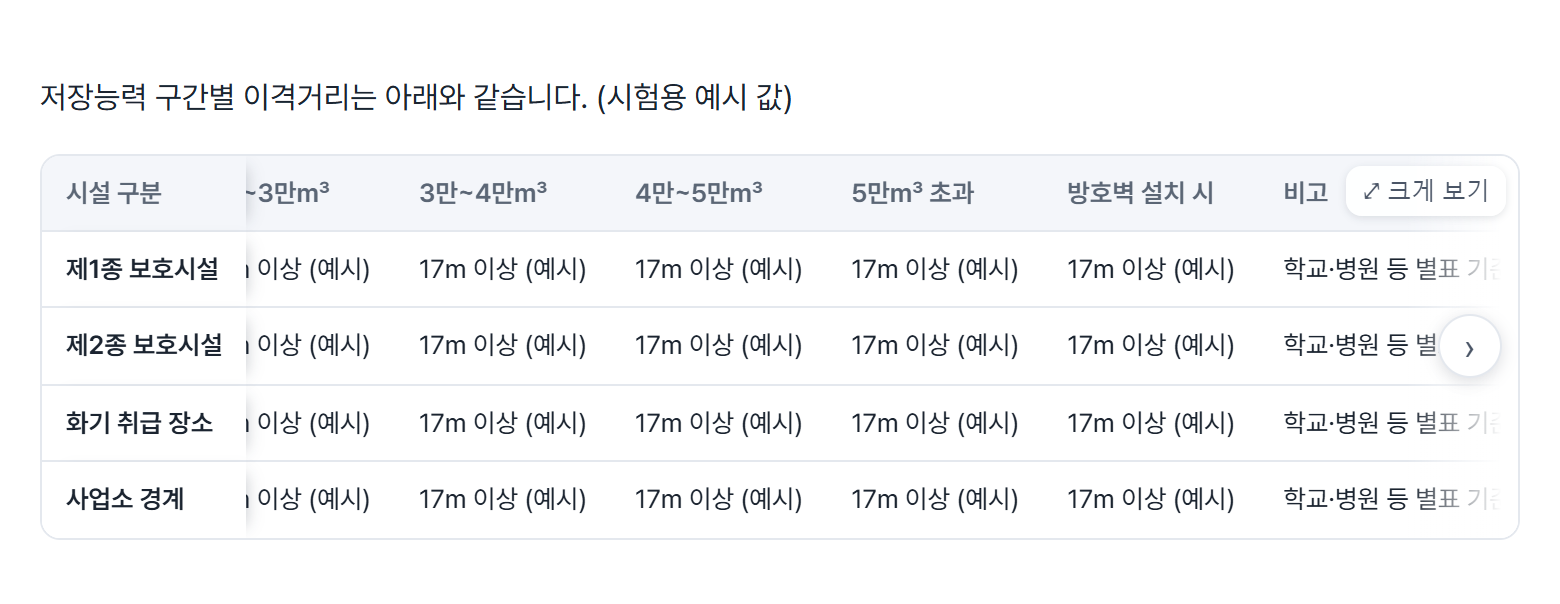 저장능력 구간별 이격거리는 아래와 같습니다. (시험용 예시 값)
시설 구분 ~3만m³ 3만~4만m³ 4만~5만m³ 5만m³ 초과 방호벽 설치 시 비고 ⤢ 크게 보기
제1종 보호시설 이상 (예시) 17m 이상 (예시) 17m 이상 (예시) 17m 이상 (예시) 17m 이상 (예시) 학교·병원 등 별표
제2종 보호시설 이상 (예시) 17m 이상 (예시) 17m 이상 (예시) 17m 이상 (예시) 17m 이상 (예시) 학교·병원 등 별 ›
화기 취급 장소 이상 (예시) 17m 이상 (예시) 17m 이상 (예시) 17m 이상 (예시) 17m 이상 (예시) 학교·병원 등 별표
사업소 경계 이상 (예시) 17m 이상 (예시) 17m 이상 (예시) 17m 이상 (예시) 17m 이상 (예시) 학교·병원 등 별표